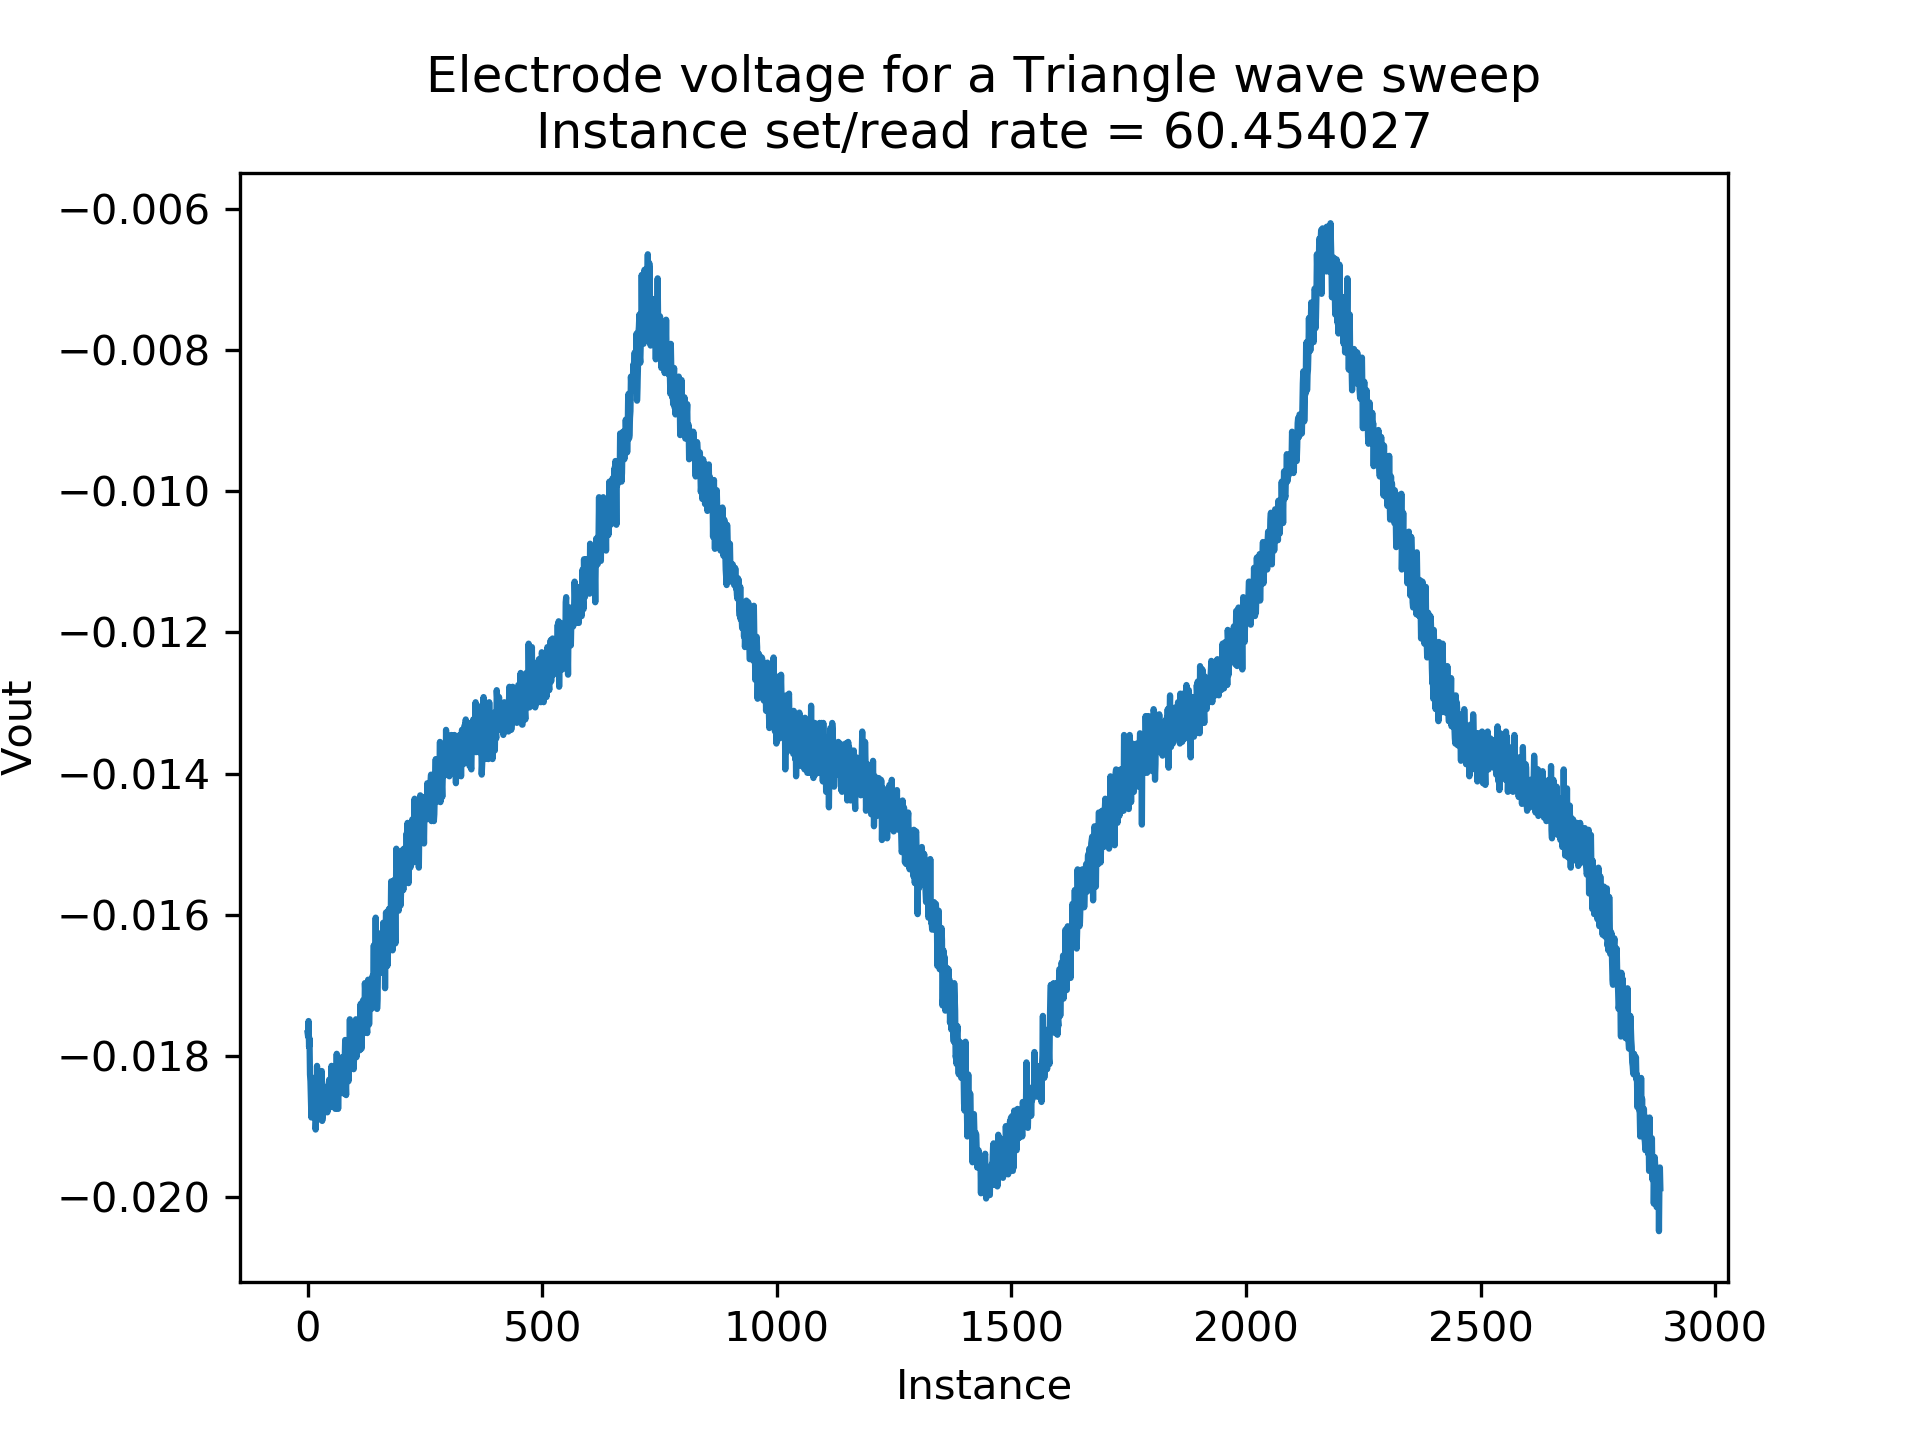 Electrode voltage for a Triangle wave sweep
Instance set/read rate = 60.454027
−0.006
−0.008
−0.010
−0.012
−0.014
−0.016
−0.018
−0.020
Vout
0 500 1000 1500 2000 2500 3000
Instance